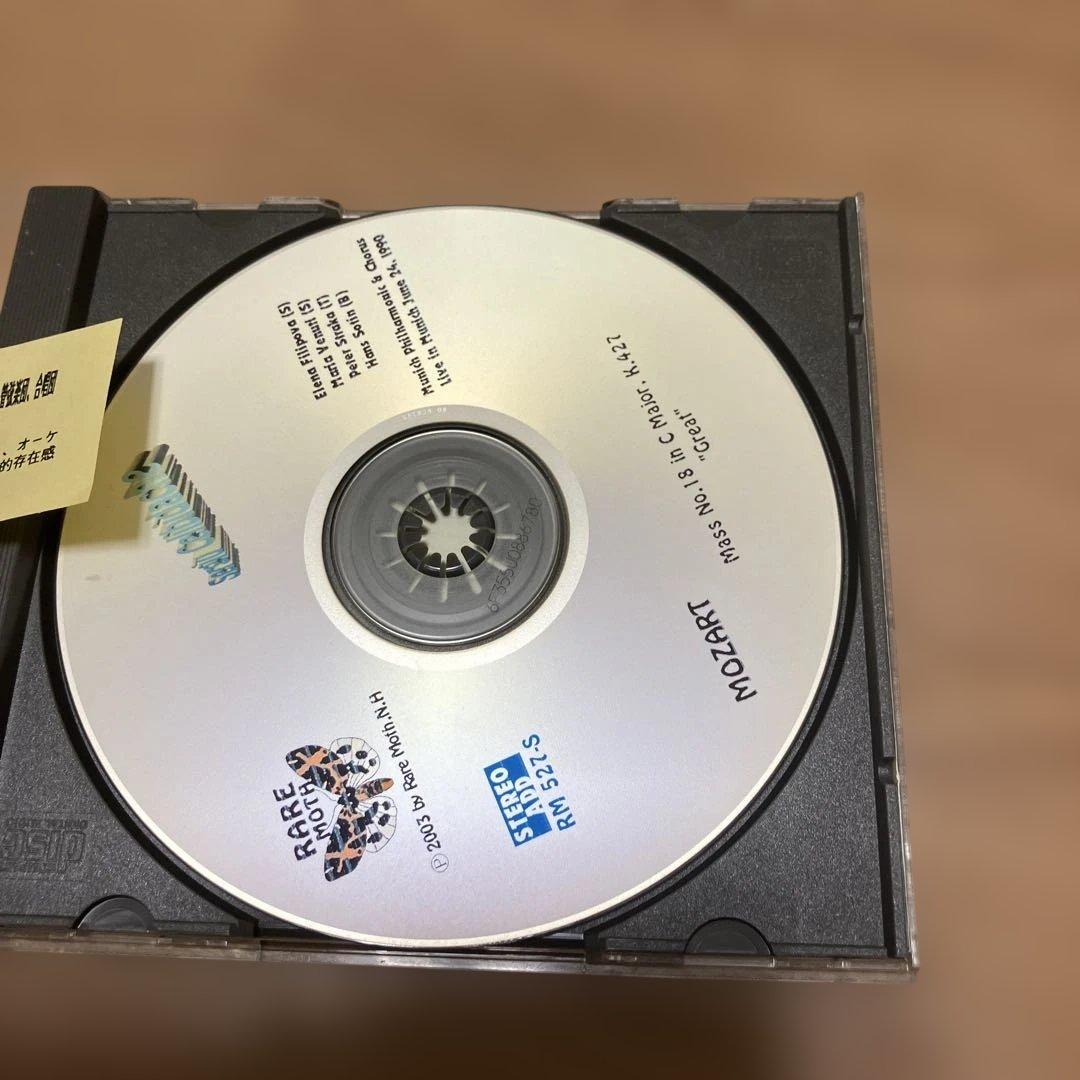 MOZART
Mass No.18 in C Major, K.427
"Great"
Elena Filipova (S)
Maria Venuti (S)
Peter Straka (T)
Hans Sotin (B)
Munich Philharmonic & Chorus
Live in Munich June 24, 1990
STEREO
ADD
RM 527-S
RARE
MOTH
Ⓟ 2003 by Rare Moth.N.H
、オーケ
的存在感